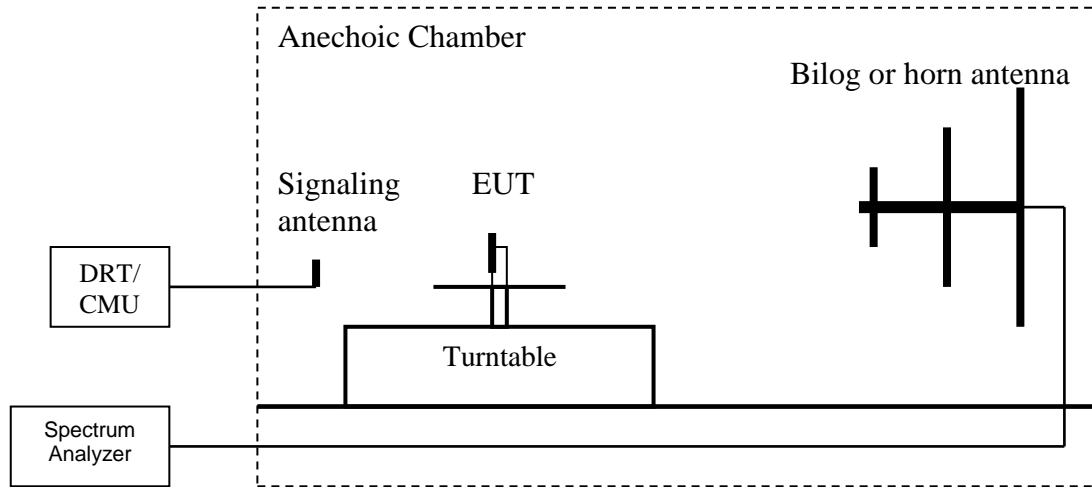 Anechoic Chamber
Bilog or horn antenna
Signaling
antenna
EUT
DRT/
CMU
Turntable
Spectrum
Analyzer